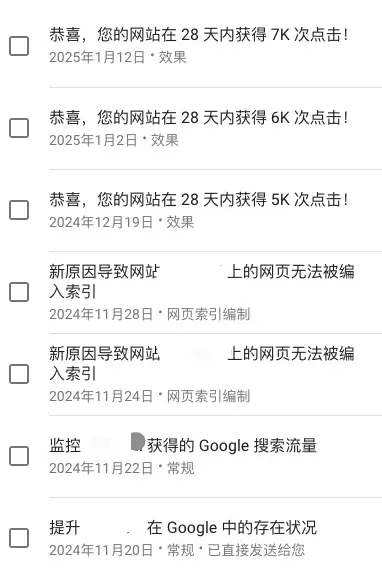 恭喜，您的网站在 28 天内获得 7K 次点击！
2025年1月12日 • 效果
恭喜，您的网站在 28 天内获得 6K 次点击！
2025年1月2日 • 效果
恭喜，您的网站在 28 天内获得 5K 次点击！
2024年12月19日 • 效果
新原因导致网站 上的网页无法被编
入索引
2024年11月28日 • 网页索引编制
新原因导致网站 上的网页无法被编
入索引
2024年11月24日 • 网页索引编制
监控 获得的 Google 搜索流量
2024年11月22日 • 常规
提升 在 Google 中的存在状况
2024年11月20日 • 常规 • 已直接发送给您